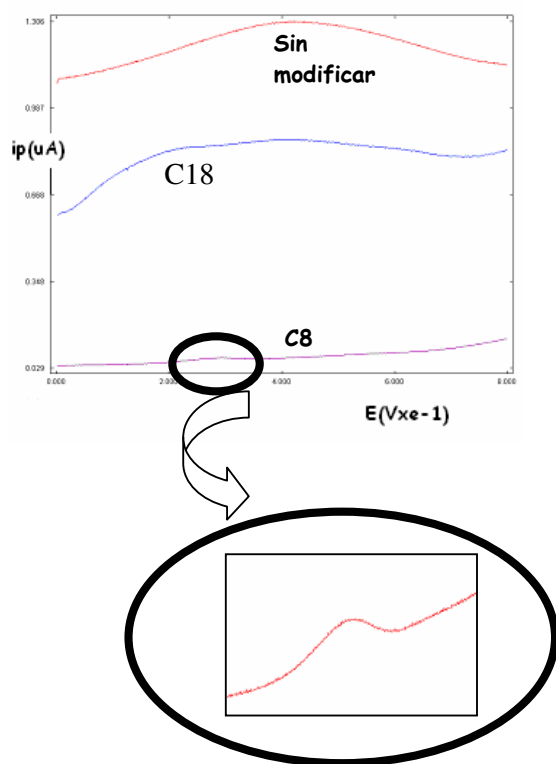 1.306
Sin
modificar
0.987
ip(uA)
C18
0.668
0.348
C8
0.029
0.000 2.000 4.000 6.000 8.000
E(Vxe-1)